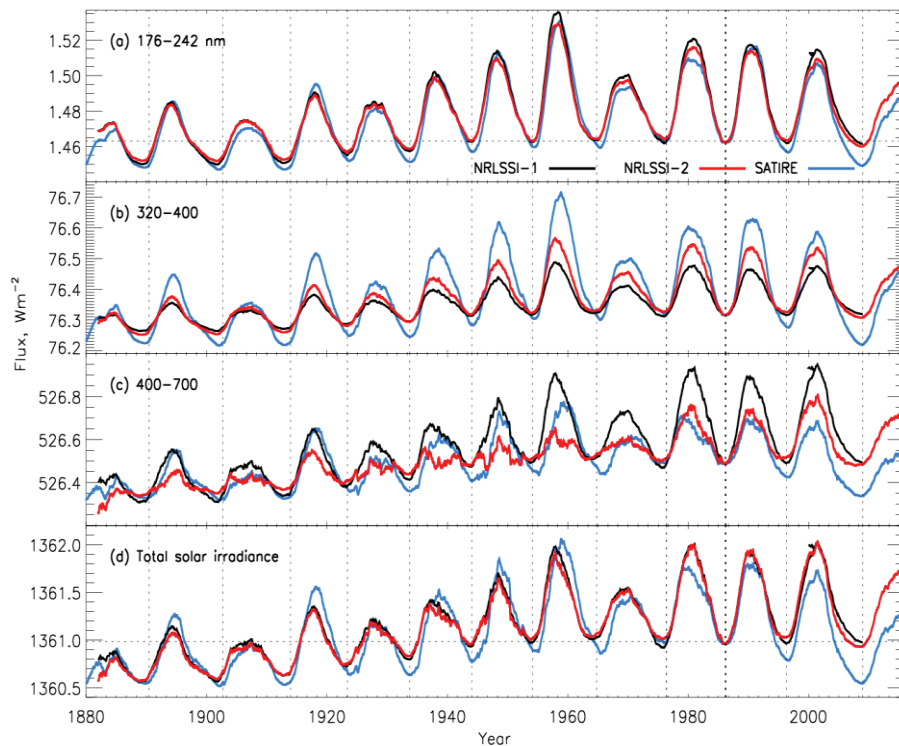 (a) 176–242 nm
1.52
1.50
1.48
1.46
NRLSSI–1
NRLSSI–2
SATIRE
(b) 320–400
76.7
76.6
76.5
76.4
76.3
76.2
Flux, Wm⁻²
(c) 400–700
526.8
526.6
526.4
(d) Total solar irradiance
1362.0
1361.5
1361.0
1360.5
1880 1900 1920 1940 1960 1980 2000
Year